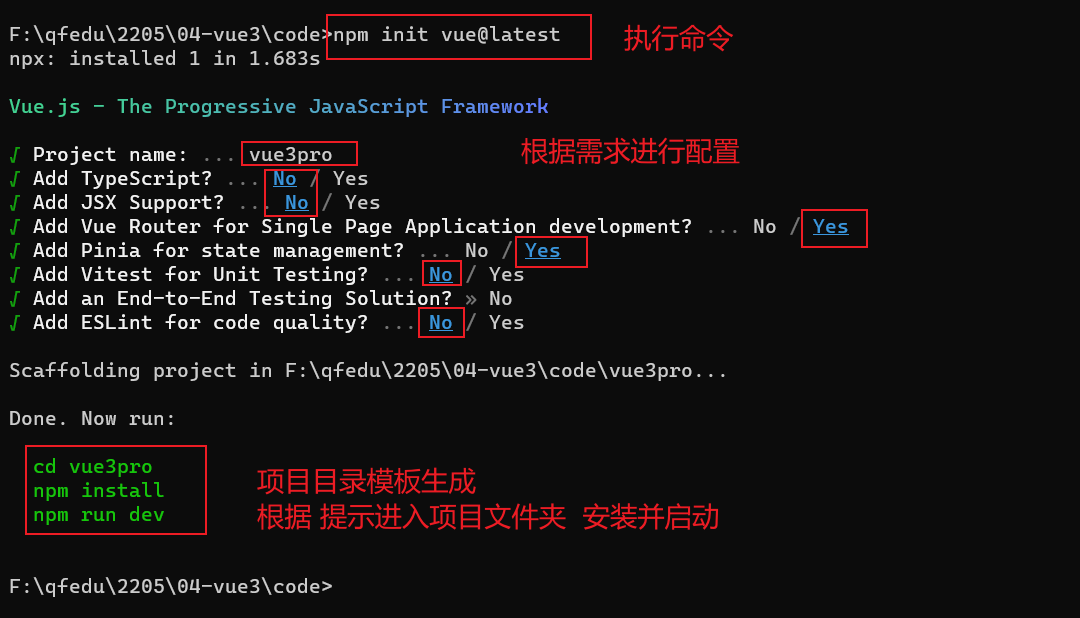 F:\qfedu\2205\04-vue3\code>npm init vue@latest 执行命令
npx: installed 1 in 1.683s
Vue.js - The Progressive JavaScript Framework
√ Project name: ... vue3pro 根据需求进行配置
√ Add TypeScript? ... No / Yes
√ Add JSX Support? ... No / Yes
√ Add Vue Router for Single Page Application development? ... No / Yes
√ Add Pinia for state management? ... No / Yes
√ Add Vitest for Unit Testing? ... No / Yes
√ Add an End-to-End Testing Solution? » No
√ Add ESLint for code quality? ... No / Yes
Scaffolding project in F:\qfedu\2205\04-vue3\code\vue3pro...
Done. Now run:
cd vue3pro
npm install
npm run dev
项目目录模板生成
根据 提示进入项目文件夹 安装并启动
F:\qfedu\2205\04-vue3\code>